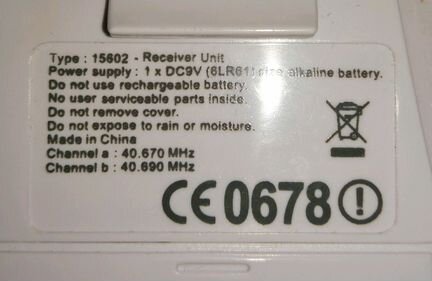 Type : 15602 - Receiver Unit
Power supply : 1 x DC9V (6LR61) size alkaline battery.
Do not use rechargeable battery
No user serviceable parts inside.
Do not remove cover.
Do not expose to rain or moisture.
Made in China
Channel a : 40.670 MHz
Channel b : 40.690 MHz
CE0678